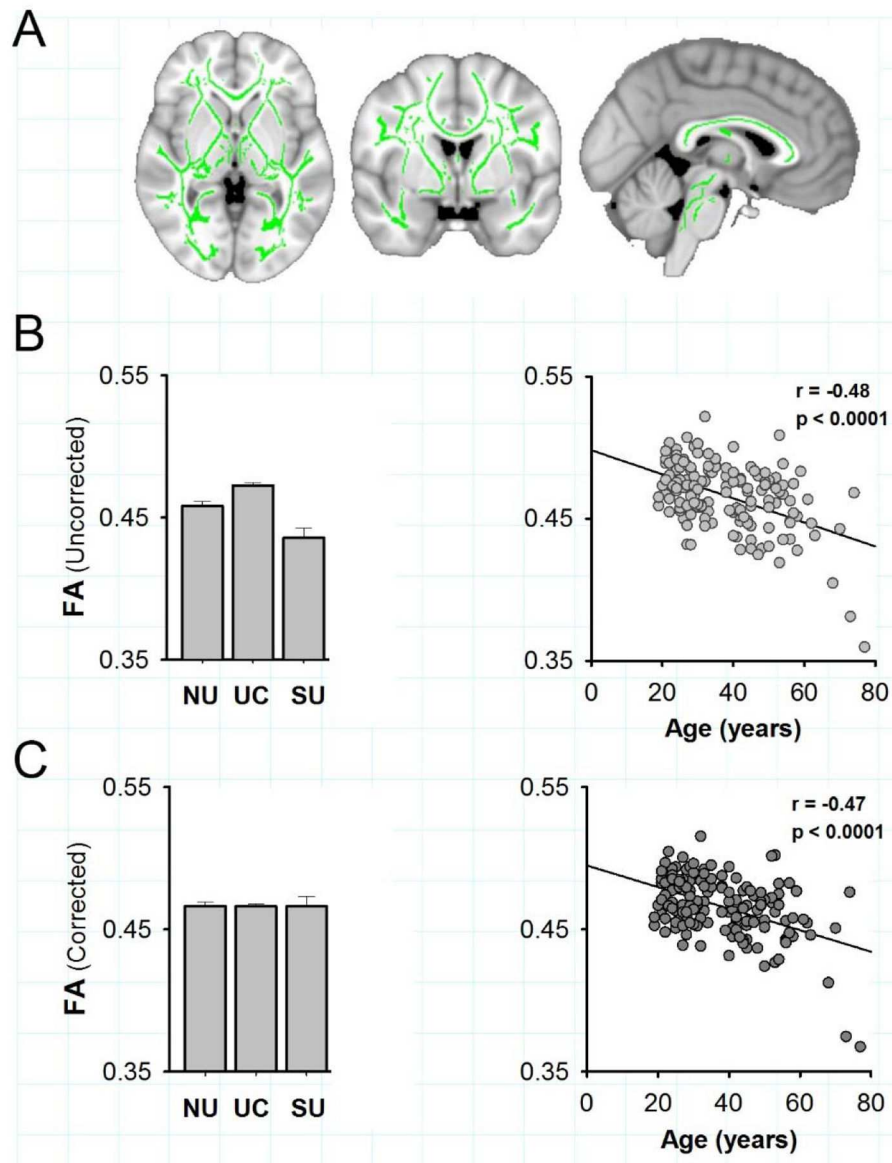 A
B
0.55
0.45
0.35
FA (Uncorrected)
NU UC SU
0.55
0.45
0.35
r = -0.48
p < 0.0001
0 20 40 60 80
Age (years)
C
0.55
0.45
0.35
FA (Corrected)
NU UC SU
0.55
0.45
0.35
r = -0.47
p < 0.0001
0 20 40 60 80
Age (years)